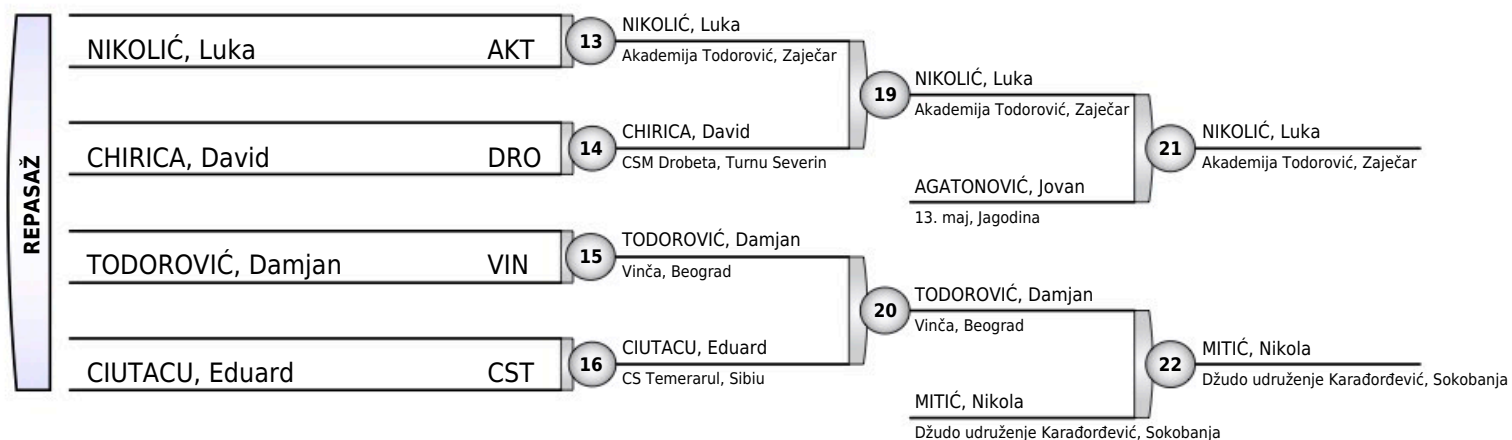 REPASAŽ
NIKOLIĆ, Luka AKT
CHIRICA, David DRO
TODOROVIĆ, Damjan VIN
CIUTACU, Eduard CST
13
NIKOLIĆ, Luka
Akademija Todorović, Zaječar
14
CHIRICA, David
CSM Drobeta, Turnu Severin
15
TODOROVIĆ, Damjan
Vinča, Beograd
16
CIUTACU, Eduard
CS Temerarul, Sibiu
19
NIKOLIĆ, Luka
Akademija Todorović, Zaječar
AGATONOVIĆ, Jovan
13. maj, Jagodina
20
TODOROVIĆ, Damjan
Vinča, Beograd
MITIĆ, Nikola
Džudo udruženje Karađorđević, Sokobanja
21
NIKOLIĆ, Luka
Akademija Todorović, Zaječar
22
MITIĆ, Nikola
Džudo udruženje Karađorđević, Sokobanja